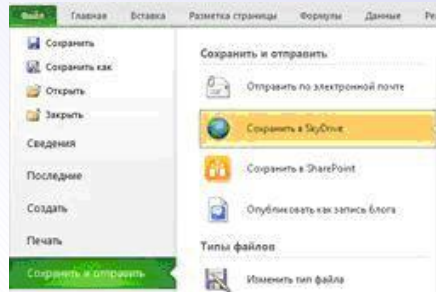 Файл Главная Вставка Разметка страницы Формулы Данные Ре
Сохранить
Сохранить как
Открыть
Закрыть
Сведения
Последние
Создать
Печать
Сохранить и отправить
Сохранить и отправить
Отправить по электронной почте
Сохранить в SkyDrive
Сохранить в SharePoint
Опубликовать как запись блога
Типы файлов
Изменить тип файла